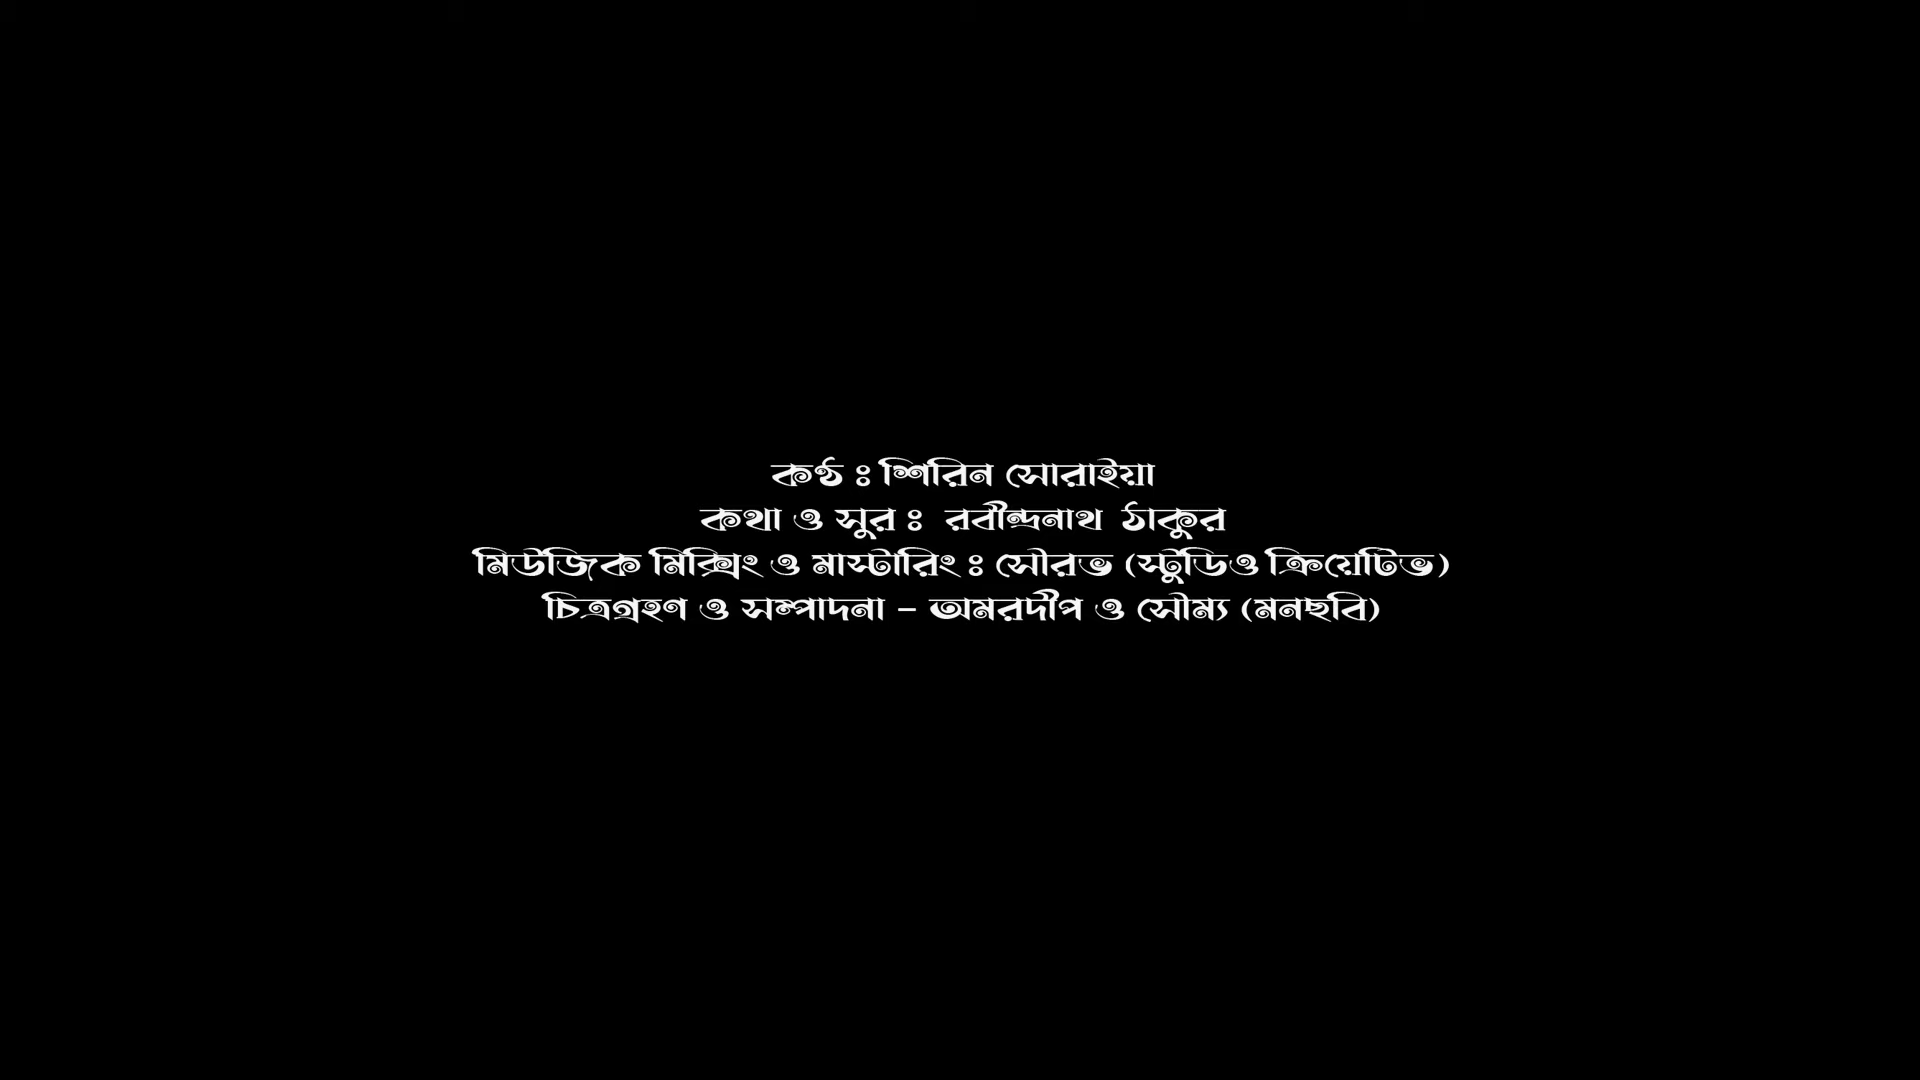 কণ্ঠ ঃ শিরিন সোরাইয়া
কথা ও সুর ঃ রবীন্দ্রনাথ ঠাকুর
মিউজিক মিক্সিং ও মাস্টারিং ঃ সৌরভ (স্টুডিও ক্রিয়েটিভ)
চিত্রগ্রহণ ও সম্পাদনা – অমরদীপ ও সৌম্য (মনছবি)